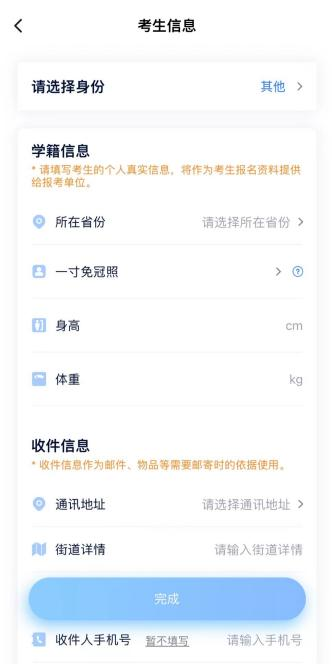 考生信息
请选择身份 其他
学籍信息
* 请填写考生的个人真实信息，将作为考生报名资料提供
给报考单位。
所在省份 请选择所在省份
一寸免冠照
身高 cm
体重 kg
收件信息
* 收件信息作为邮件、物品等需要邮寄时的依据使用。
通讯地址 请选择通讯地址
街道详情 请输入街道详情
完成
收件人手机号 暂不填写 请输入手机号